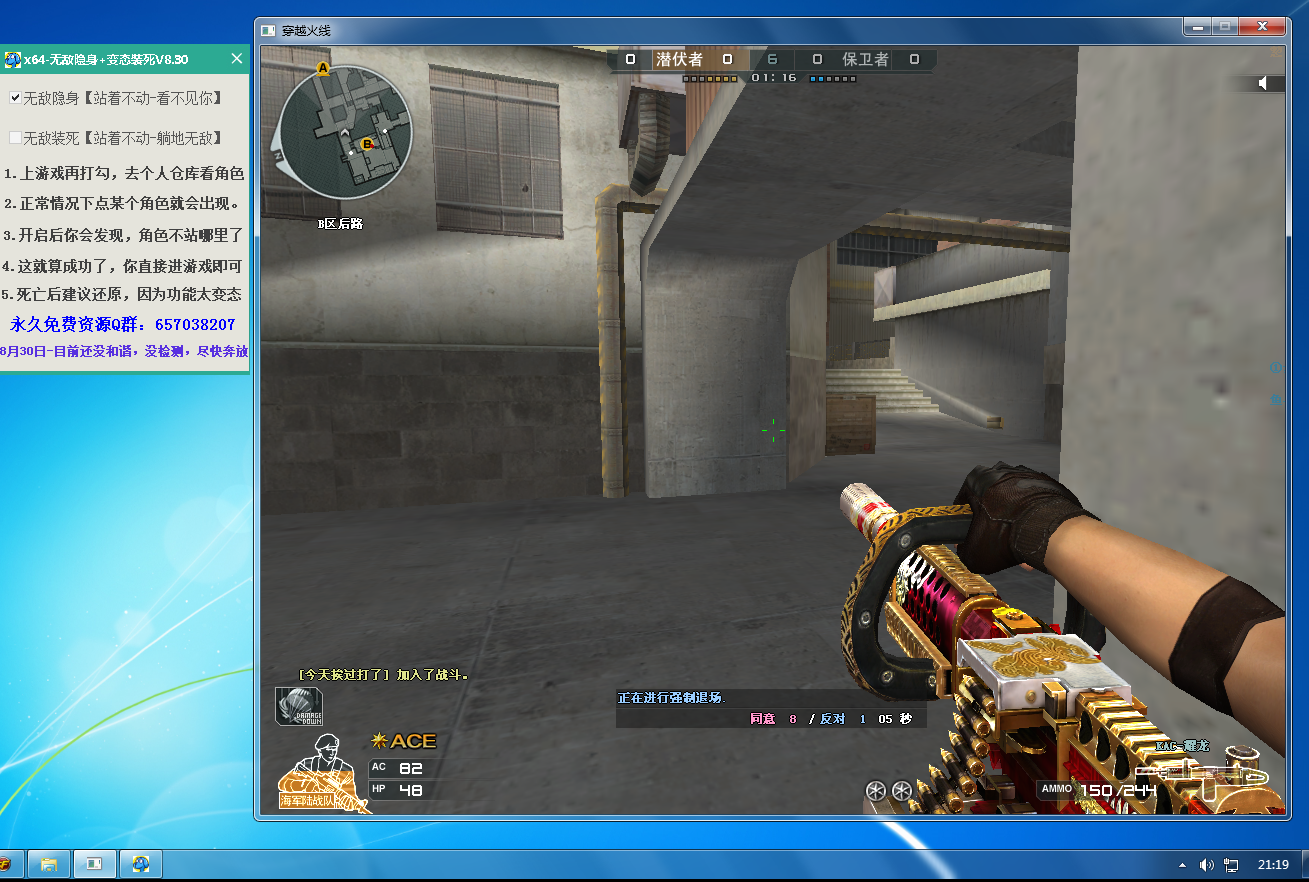 x64-无敌隐身+变态装死V8.30
无敌隐身【站着不动-看不见你】
无敌装死【站着不动-躺地无敌】
1.上游戏再打勾，去个人仓库看角色
2.正常情况下点某个角色就会出现。
3.开启后你会发现，角色不站哪里了
4.这就算成功了，你直接进游戏即可
5.死亡后建议还原，因为功能太变态
永久免费资源Q群：657038207
8月30日-目前还没和谐，没检测，尽快奔放
穿越火线
0 潜伏者 0 6 0 保卫者 0
01:16
A
B
N
B区后路
[今天挨过打了] 加入了战斗。
DAMAGE DOWN
正在进行强制退场.
同意 8 / 反对 1 05 秒
ACE
AC 82
HP 48
海军陆战队
KAC-耀龙
AMMO 150/244
21:19